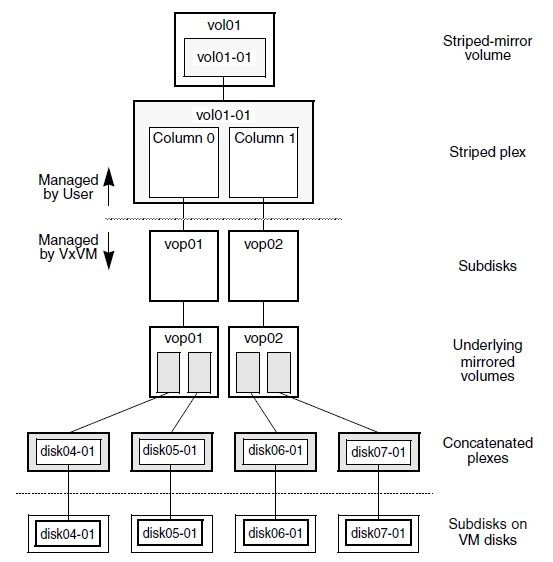 vol01
vol01-01
Striped-mirror
volume
vol01-01
Column 0
Column 1
Striped plex
Managed
by User
Managed
by VxVM
vop01
vop02
Subdisks
vop01
vop02
Underlying
mirrored
volumes
disk04-01
disk05-01
disk06-01
disk07-01
Concatenated
plexes
disk04-01
disk05-01
disk06-01
disk07-01
Subdisks on
VM disks